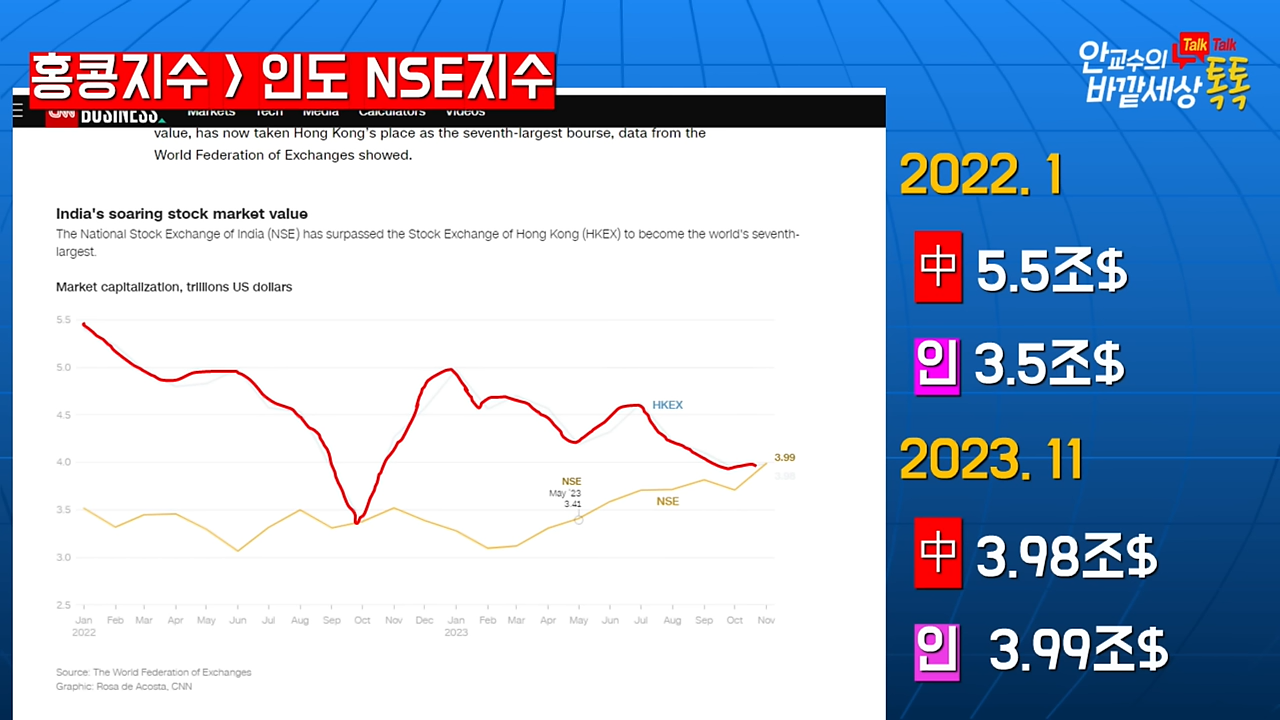 홍콩지수 > 인도 NSE지수
안교수의 Talk Talk
바깥세상 톡톡
CNN BUSINESS Markets Tech Media Calculators Videos
value, has now taken Hong Kong's place as the seventh-largest bourse, data from the
World Federation of Exchanges showed.
India's soaring stock market value
The National Stock Exchange of India (NSE) has surpassed the Stock Exchange of Hong Kong (HKEX) to become the world's seventh-
largest.
Market capitalization, trillions US dollars
5.5
5.0
4.5
4.0
3.5
3.0
2.5
HKEX
3.99
3.98
NSE
May '23
3.41
NSE
Jan Feb Mar Apr May Jun Jul Aug Sep Oct Nov Dec Jan Feb Mar Apr May Jun Jul Aug Sep Oct Nov
2022 2023
Source: The World Federation of Exchanges
Graphic: Rosa de Acosta, CNN
2022. 1
中 5.5조$
인 3.5조$
2023. 11
中 3.98조$
인 3.99조$